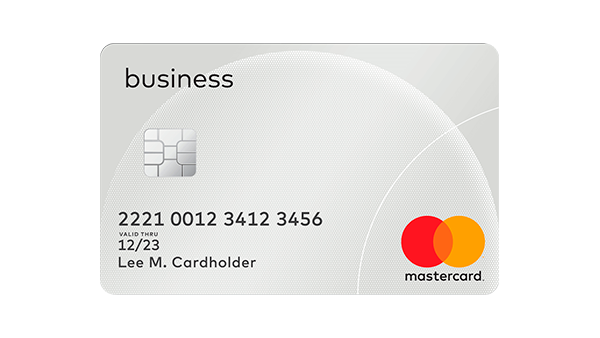 business
2221 0012 3412 3456
VALID THRU
12/23
Lee M. Cardholder
mastercard.